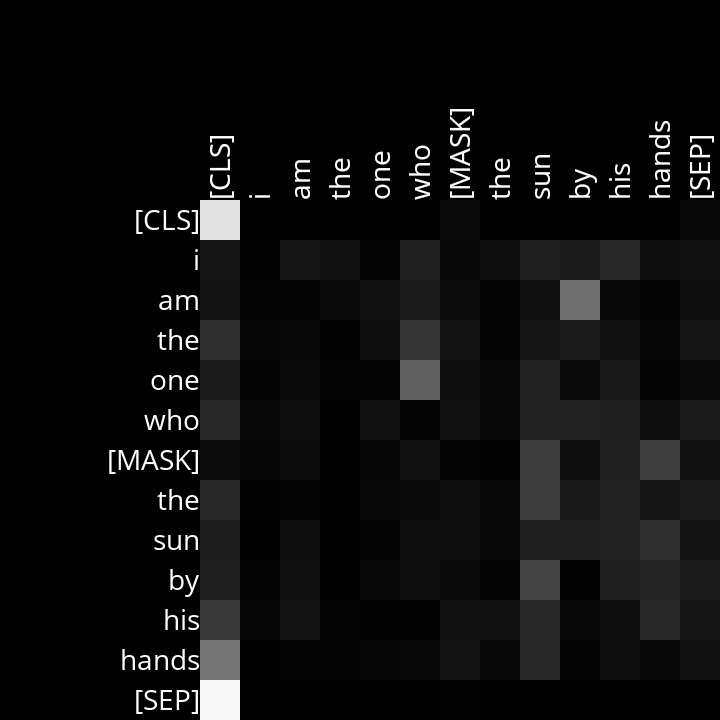 [CLS] i am the one who [MASK] the sun by his hands [SEP]
[CLS]
i
am
the
one
who
[MASK]
the
sun
by
his
hands
[SEP]